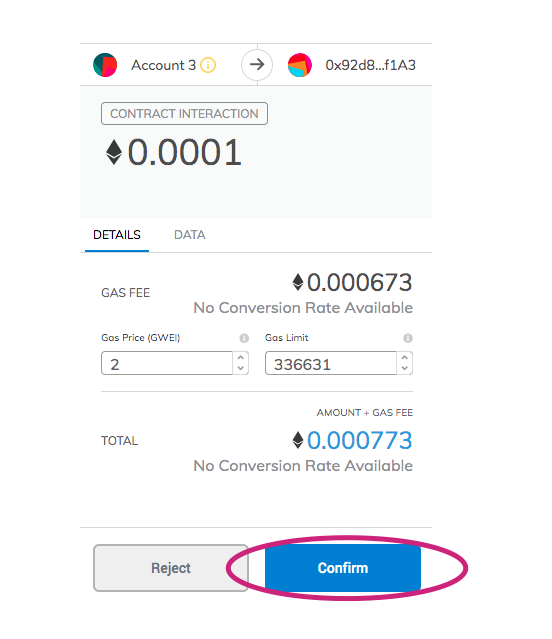 Account 3
0x92d8...f1A3
CONTRACT INTERACTION
0.0001
DETAILS
DATA
GAS FEE
0.000673
No Conversion Rate Available
Gas Price (GWEI)
Gas Limit
2
336631
AMOUNT + GAS FEE
TOTAL
0.000773
No Conversion Rate Available
Reject
Confirm